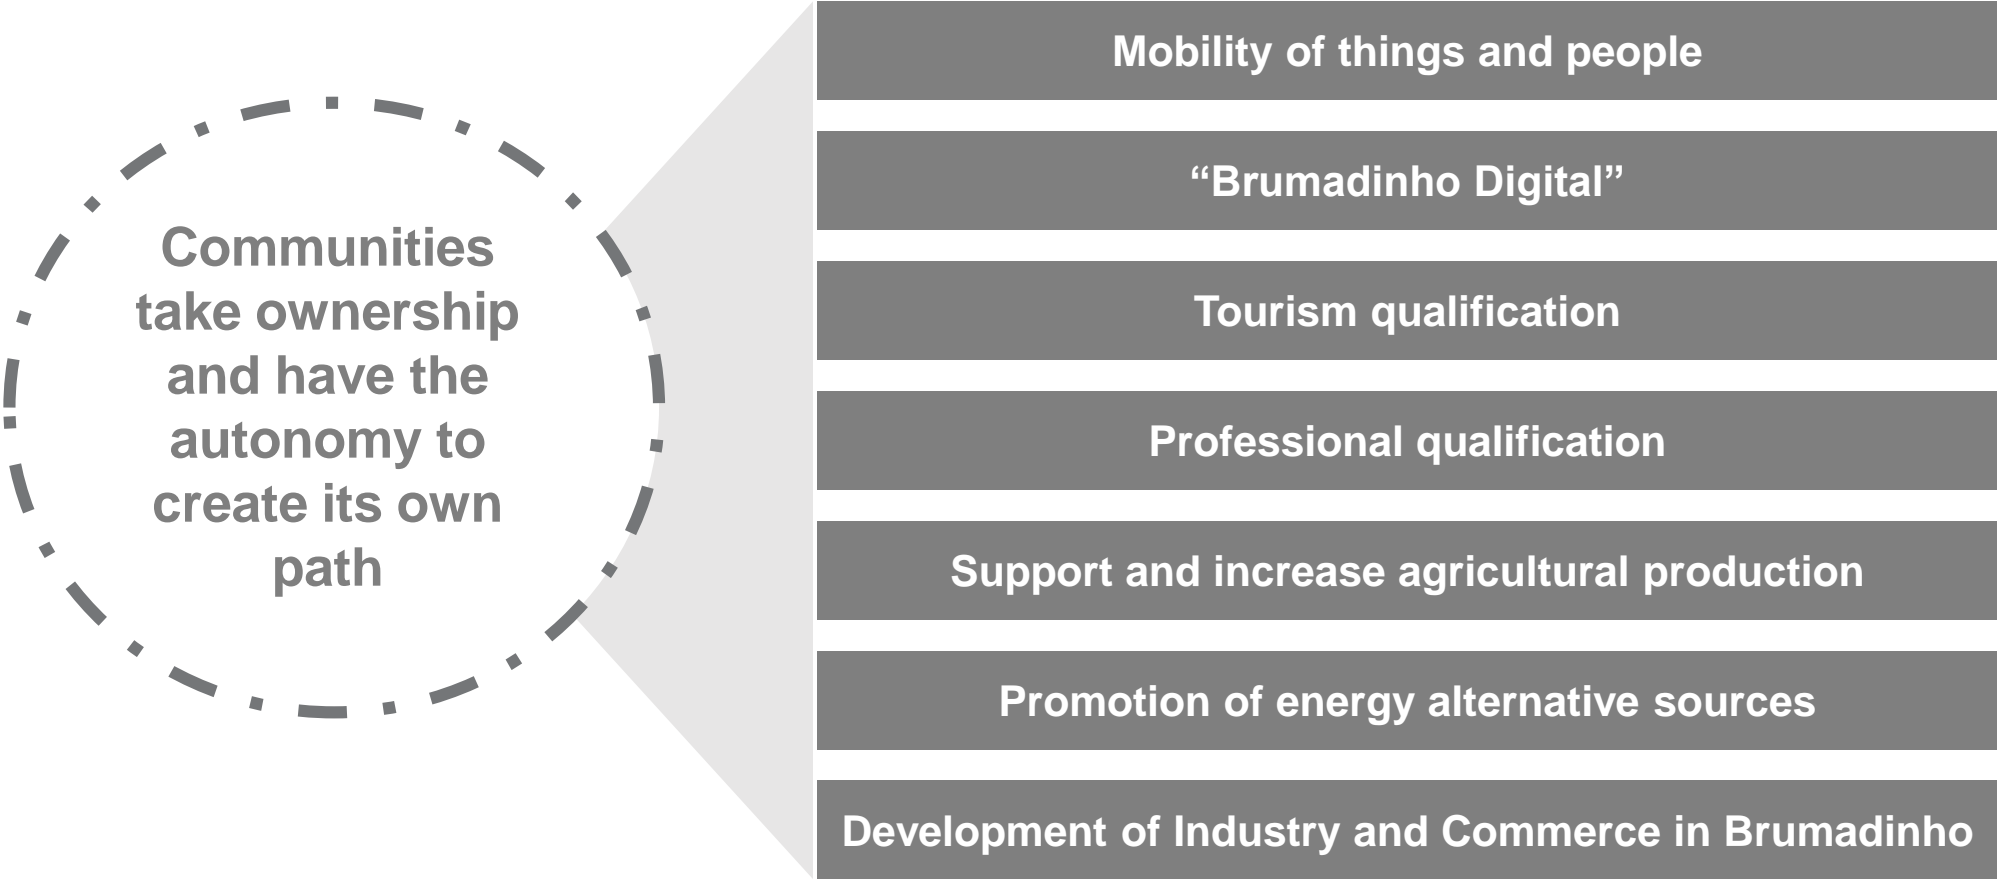 Communities
take ownership
and have the
autonomy to
create its own
path
Mobility of things and people
“Brumadinho Digital”
Tourism qualification
Professional qualification
Support and increase agricultural production
Promotion of energy alternative sources
Development of Industry and Commerce in Brumadinho